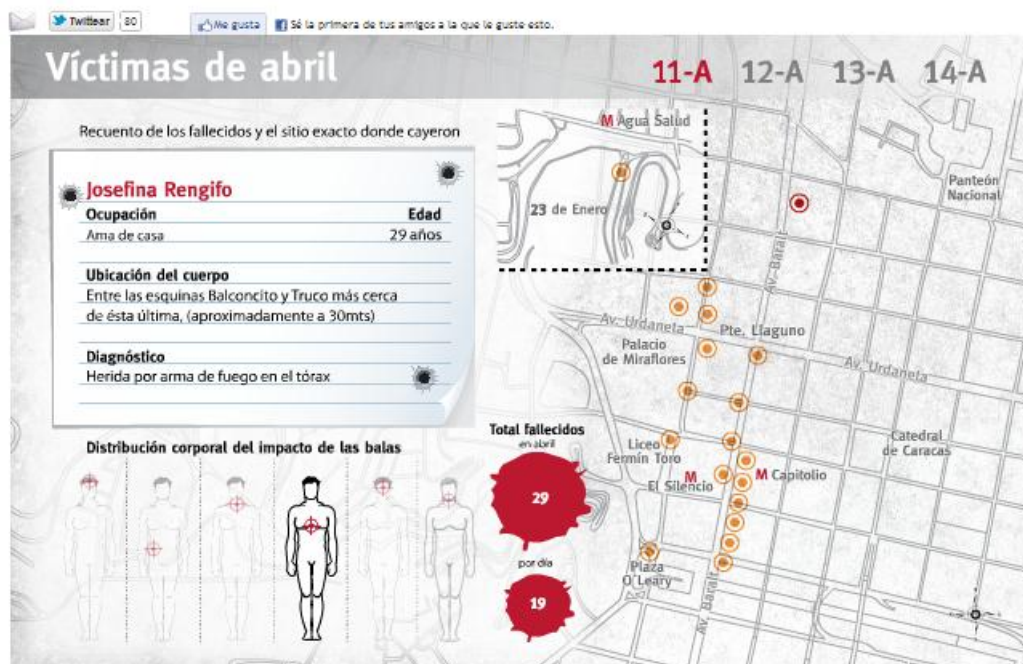 Twittear
80
Me gusta
Sé la primera de tus amigos a la que le guste esto.
Víctimas de abril
11-A
12-A
13-A
14-A
Recuento de los fallecidos y el sitio exacto donde cayeron
Josefina Rengifo
Ocupación
Edad
Ama de casa
29 años
Ubicación del cuerpo
Entre las esquinas Balconcito y Truco más cerca
de ésta última, (aproximadamente a 30mts)
Diagnóstico
Herida por arma de fuego en el tórax
Distribución corporal del impacto de las balas
Total fallecidos
en abril
29
por día
19
M Agua Salud
23 de Enero
Panteón
Nacional
Av. Baralt
Av. Urdaneta
Pte. Llaguno
Palacio
de Miraflores
Av. Urdaneta
Liceo
Fermín Toro
Catedral
de Caracas
El Silencio
M
M Capitolio
Plaza
O'Leary
Av. Baralt